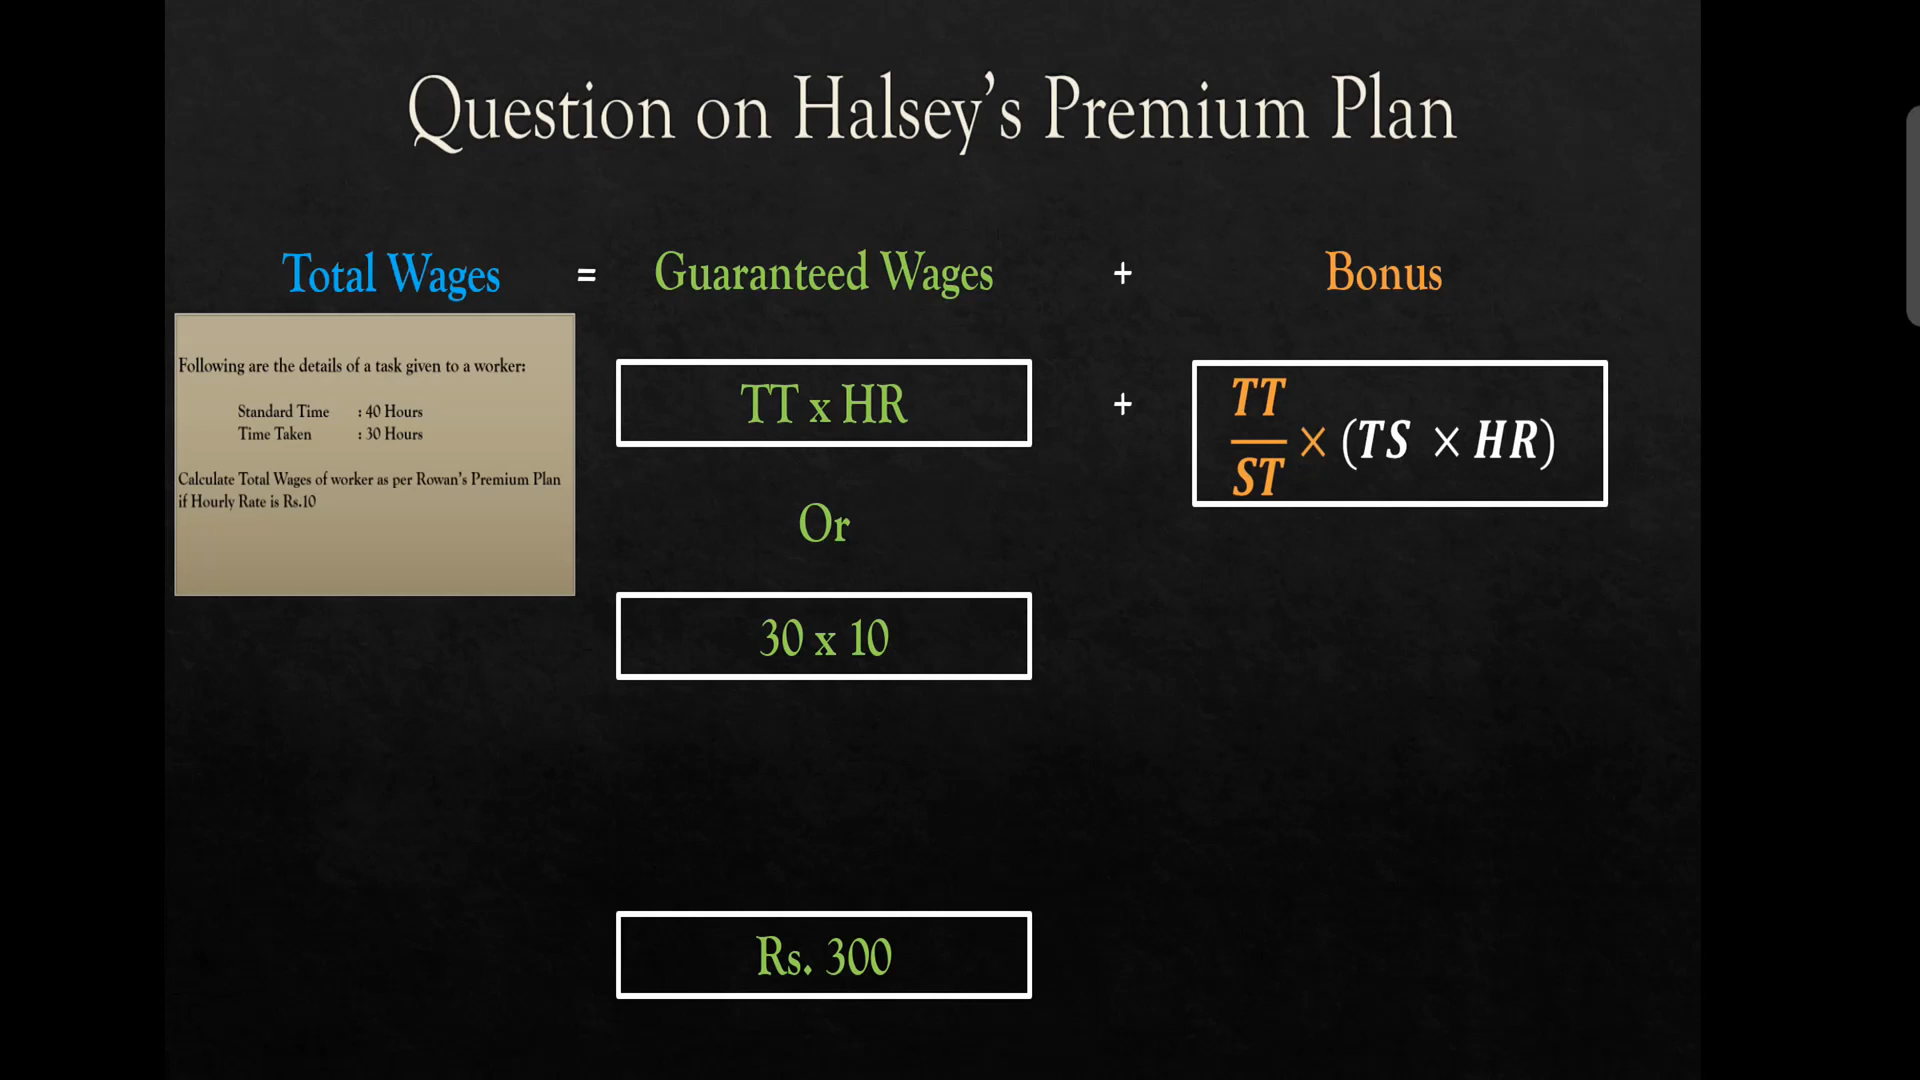 Question on Halsey's Premium Plan
Total Wages = Guaranteed Wages + Bonus
Following are the details of a task given to a worker:
Standard Time : 40 Hours
Time Taken : 30 Hours
Calculate Total Wages of worker as per Rowan's Premium Plan
if Hourly Rate is Rs.10
TT x HR + TT/ST × (TS × HR)
Or
30 x 10
Rs. 300